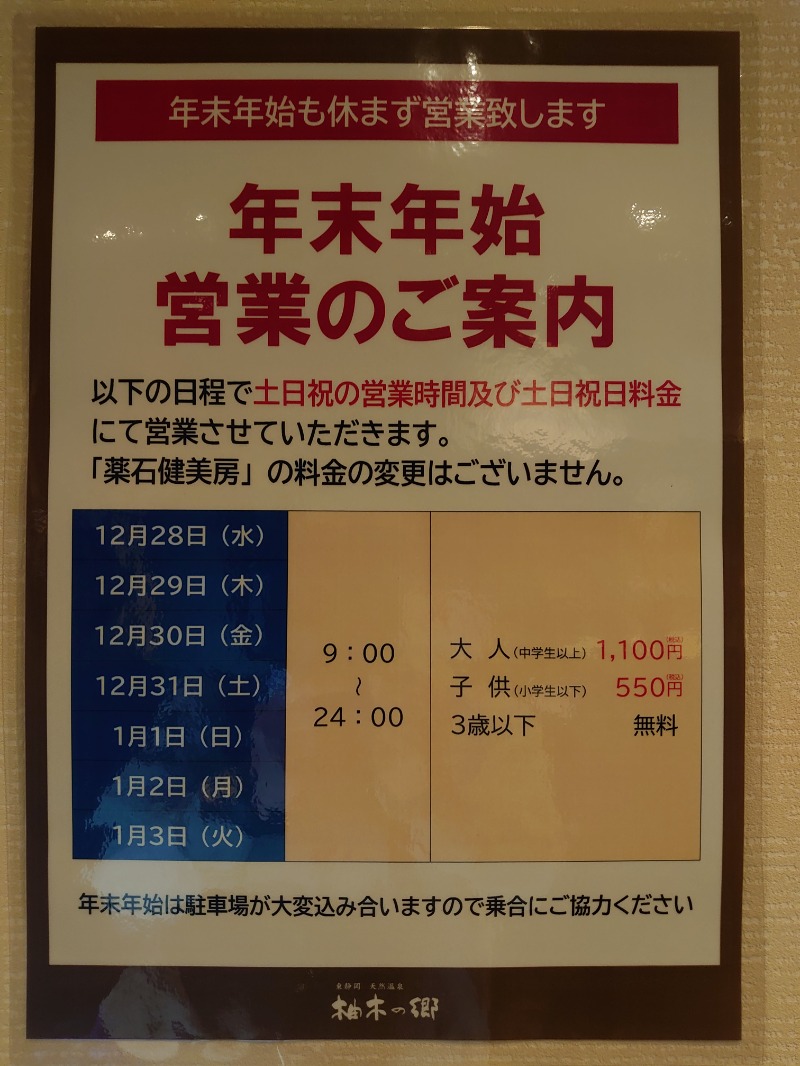 年末年始も休まず営業致します
年末年始
営業のご案内
以下の日程で土日祝の営業時間及び土日祝日料金
にて営業させていただきます。
「薬石健美房」の料金の変更はございません。
12月28日（水）
12月29日（木）
12月30日（金）
12月31日（土）
1月1日（日）
1月2日（月）
1月3日（火）
9：00
～
24：00
大 人（中学生以上）1,100円（税込）
子 供（小学生以下）550円（税込）
3歳以下 無料
年末年始は駐車場が大変込み合いますので乗合にご協力ください
東静岡 天然温泉
柚木の郷